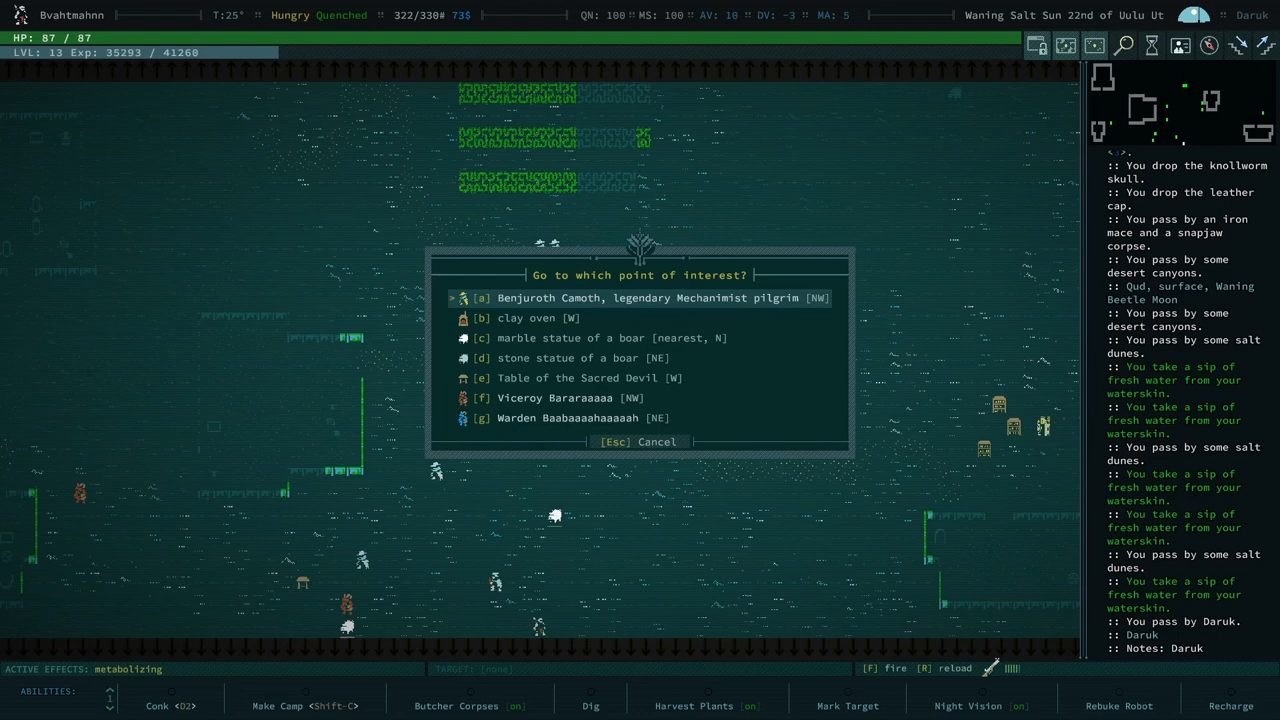 Bvahtmahnn
T:25° :: Hungry Quenched :: 322/330# 73$
QN: 100 :: MS: 100 :: AV: 18 :: DV: -3 :: MA: 5
Waning Salt Sun 22nd of Uulu Ut
Daruk
HP: 87 / 87
LVL: 13 Exp: 35293 / 41260
<3>.
:: You drop the knollworm
skull.
:: You drop the leather
cap.
:: You pass by an iron
mace and a snapjaw
corpse.
:: You pass by some
desert canyons.
:: Qud, surface, Waning
Beetle Moon
:: You pass by some
desert canyons.
:: You pass by some salt
dunes.
:: You take a sip of
fresh water from your
waterskin.
:: You take a sip of
fresh water from your
waterskin.
:: You pass by some salt
dunes.
:: You take a sip of
fresh water from your
waterskin.
:: You take a sip of
fresh water from your
waterskin.
:: You pass by some salt
dunes.
:: You take a sip of
fresh water from your
waterskin.
:: You pass by Daruk.
:: Daruk
:: Notes: Daruk
Go to which point of interest?
> [a] Benjuroth Camoth, legendary Mechanimist pilgrim [NW]
[b] clay oven [W]
[c] marble statue of a boar [nearest, N]
[d] stone statue of a boar [NE]
[e] Table of the Sacred Devil [W]
[f] Viceroy Bararaaaaa [NW]
[g] Warden Baabaaaahaaaaah [NE]
[Esc] Cancel
ACTIVE EFFECTS: metabolizing
TARGET: [none]
[F] fire [R] reload
ABILITIES:
1
Conk <D2>
Make Camp <Shift-C>
Butcher Corpses [on]
Dig
Harvest Plants [on]
Mark Target
Night Vision [on]
Rebuke Robot
Recharge